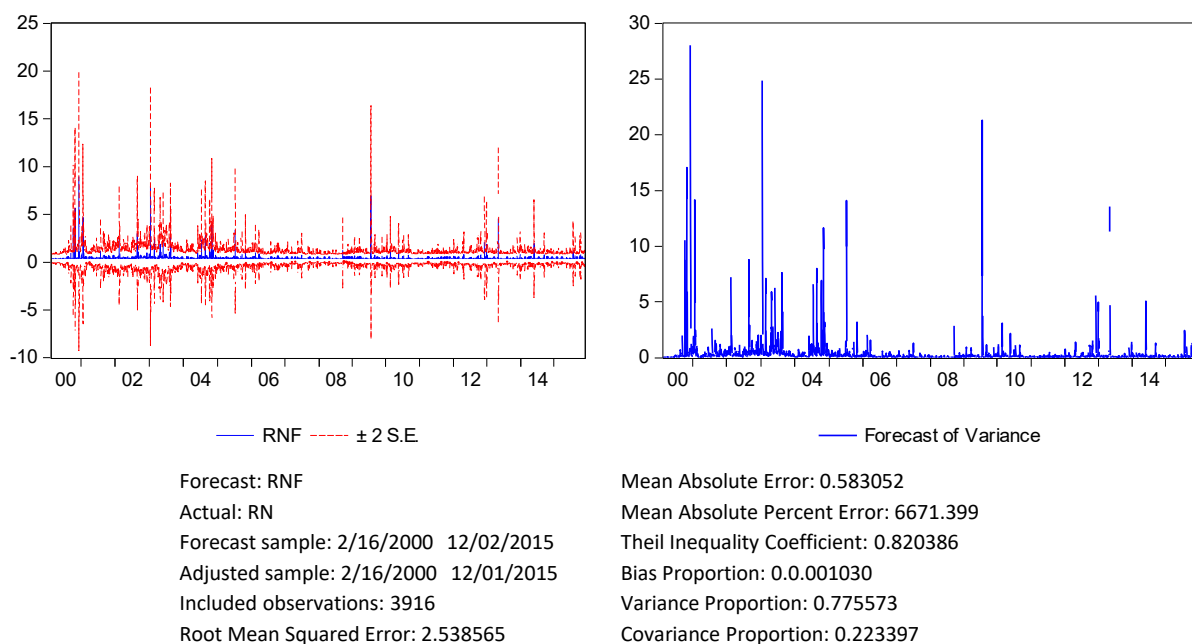 25
20
15
10
5
0
-5
-10
00 02 04 06 08 10 12 14
RNF ± 2 S.E.
30
25
20
15
10
5
0
00 02 04 06 08 10 12 14
Forecast of Variance
Forecast: RNF
Actual: RN
Forecast sample: 2/16/2000 12/02/2015
Adjusted sample: 2/16/2000 12/01/2015
Included observations: 3916
Root Mean Squared Error: 2.538565
Mean Absolute Error: 0.583052
Mean Absolute Percent Error: 6671.399
Theil Inequality Coefficient: 0.820386
Bias Proportion: 0.0.001030
Variance Proportion: 0.775573
Covariance Proportion: 0.223397